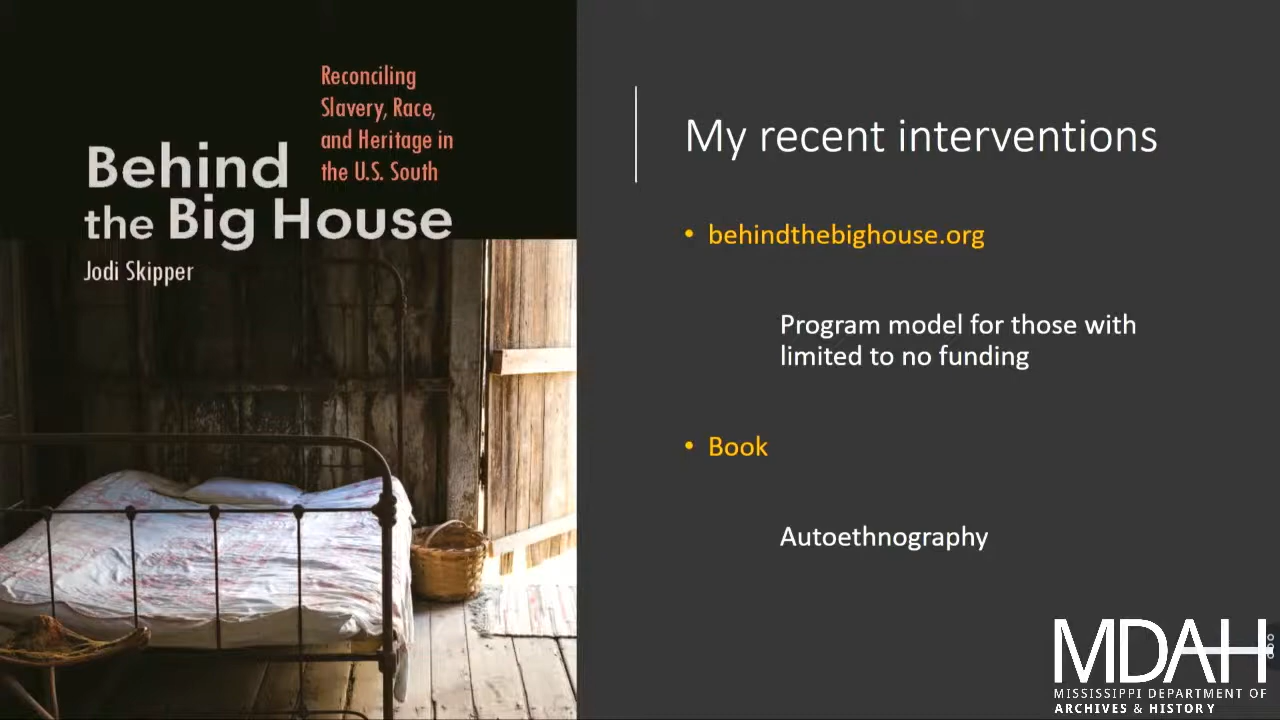 Reconciling
Slavery, Race,
and Heritage in
the U.S. South
Behind
the Big House
Jodi Skipper
My recent interventions
• behindthebighouse.org
Program model for those with
limited to no funding
• Book
Autoethnography
MDAH
MISSISSIPPI DEPARTMENT OF
ARCHIVES & HISTORY